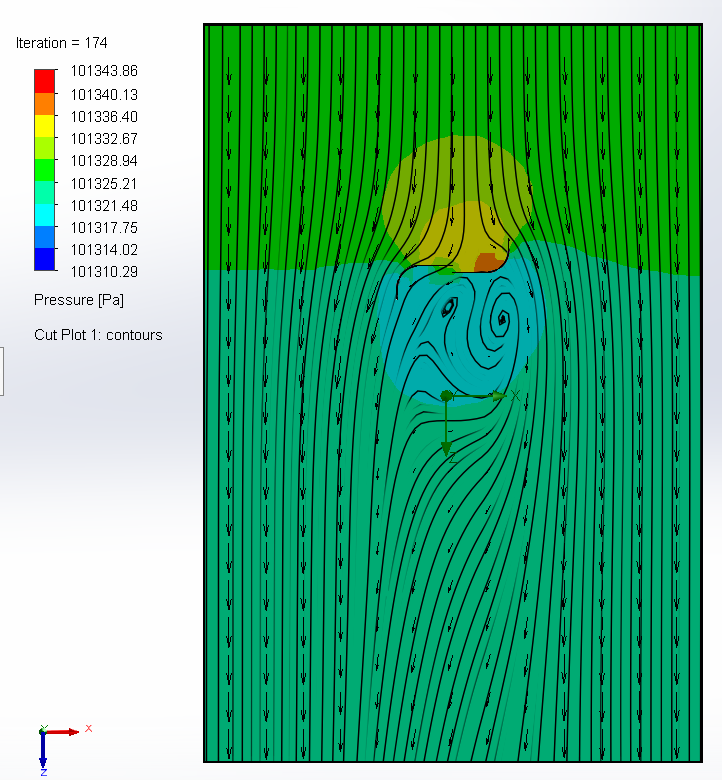 Iteration = 174
101343.86
101340.13
101336.40
101332.67
101328.94
101325.21
101321.48
101317.75
101314.02
101310.29
Pressure [Pa]
Cut Plot 1: contours
X
Z
Y
X
Z